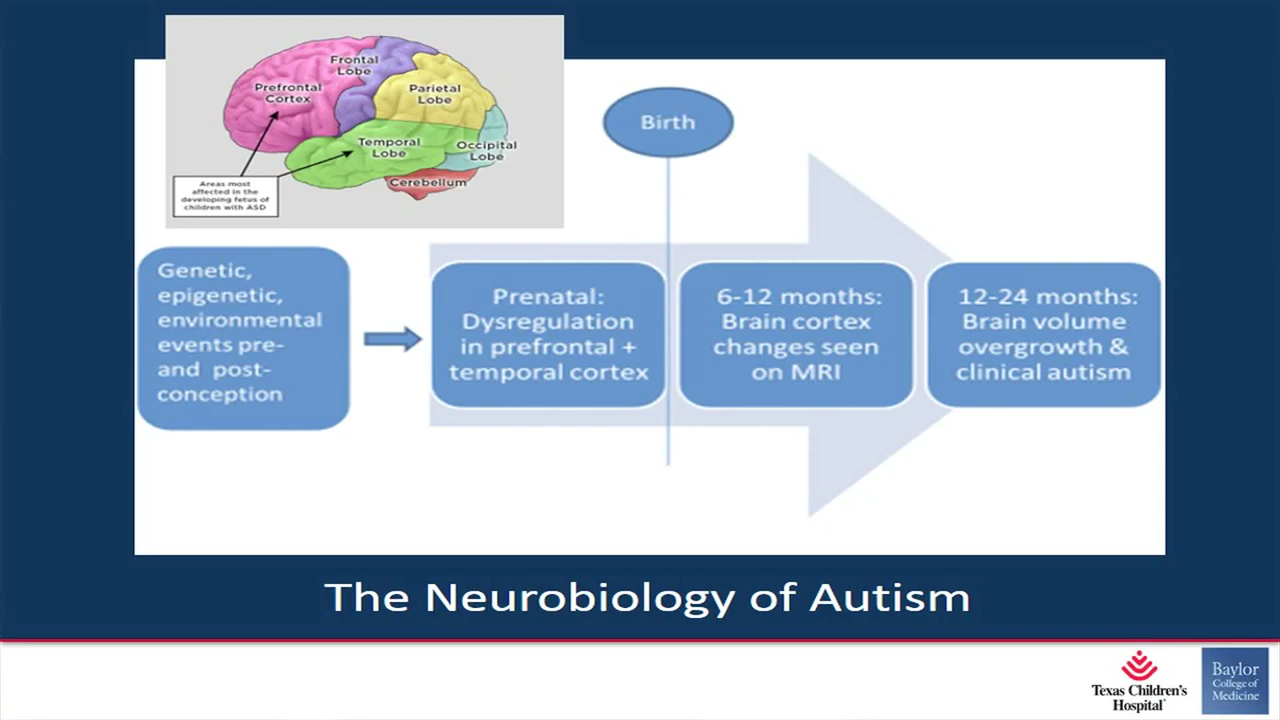 Frontal
Lobe
Prefrontal
Cortex
Parietal
Lobe
Temporal
Lobe
Occipital
Lobe
Cerebellum
Areas most
affected in the
developing fetus of
children with ASD
Birth
Genetic,
epigenetic,
environmental
events pre-
and post-
conception
Prenatal:
Dysregulation
in prefrontal +
temporal cortex
6-12 months:
Brain cortex
changes seen
on MRI
12-24 months:
Brain volume
overgrowth &
clinical autism
The Neurobiology of Autism
Texas Children's
Hospital
Baylor
College of
Medicine